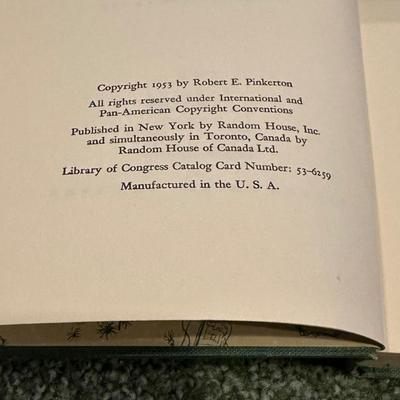 Copyright 1953 by Robert E. Pinkerton
All rights reserved under International and
Pan-American Copyright Conventions
Published in New York by Random House, Inc.
and simultaneously in Toronto, Canada by
Random House of Canada Ltd.
Library of Congress Catalog Card Number: 53-6259
Manufactured in the U. S. A.